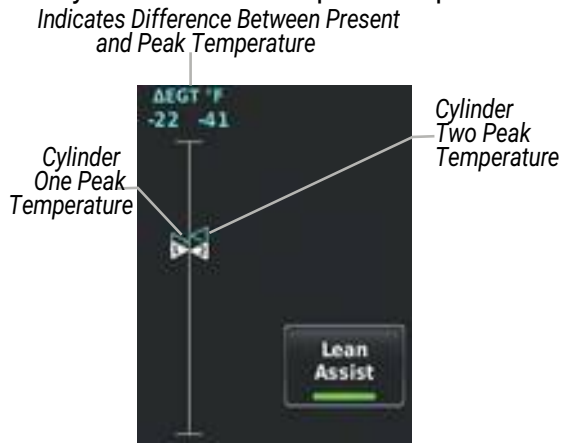 Indicates Difference Between Present
and Peak Temperature
ΔEGT °F
-22 -41
Cylinder
One Peak
Temperature
Cylinder
Two Peak
Temperature
Lean
Assist